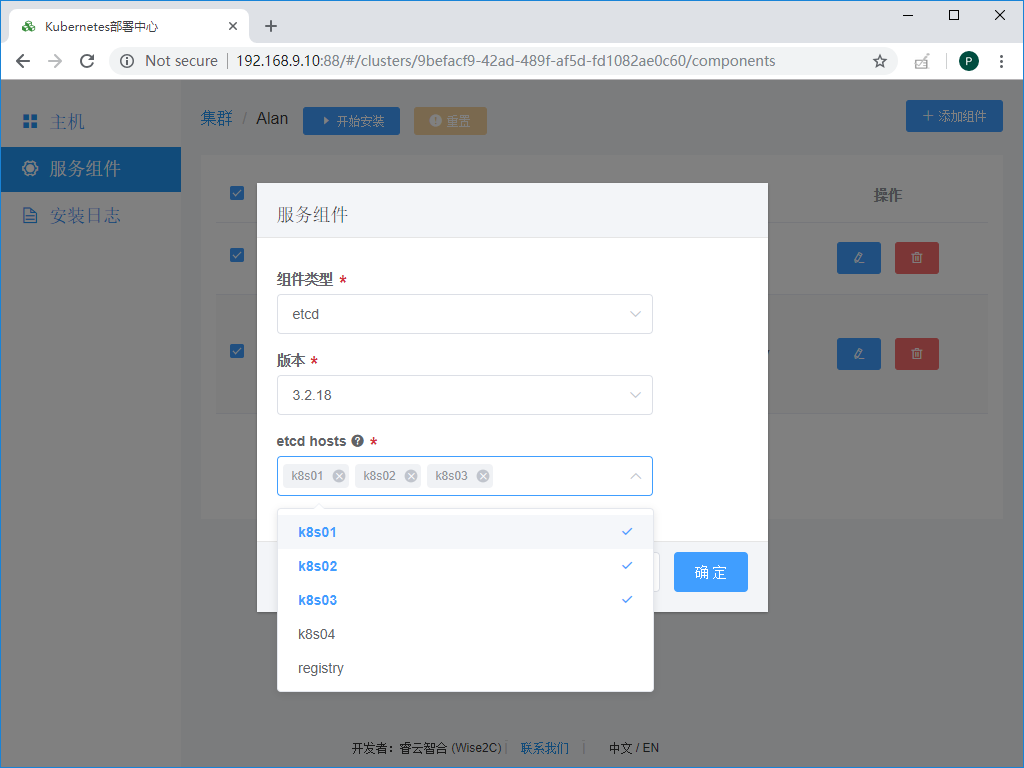 Kubernetes部署中心
Not secure | 192.168.9.10:88/#/clusters/9befacf9-42ad-489f-af5d-fd1082ae0c60/components
P
主机
服务组件
安装日志
集群 / Alan 开始安装 重置 添加组件
操作
服务组件
组件类型 *
etcd
版本 *
3.2.18
etcd hosts ? *
k8s01 k8s02 k8s03
k8s01
k8s02
k8s03
k8s04
registry
确定
开发者：睿云智合 (Wise2C) | 联系我们 | 中文 / EN